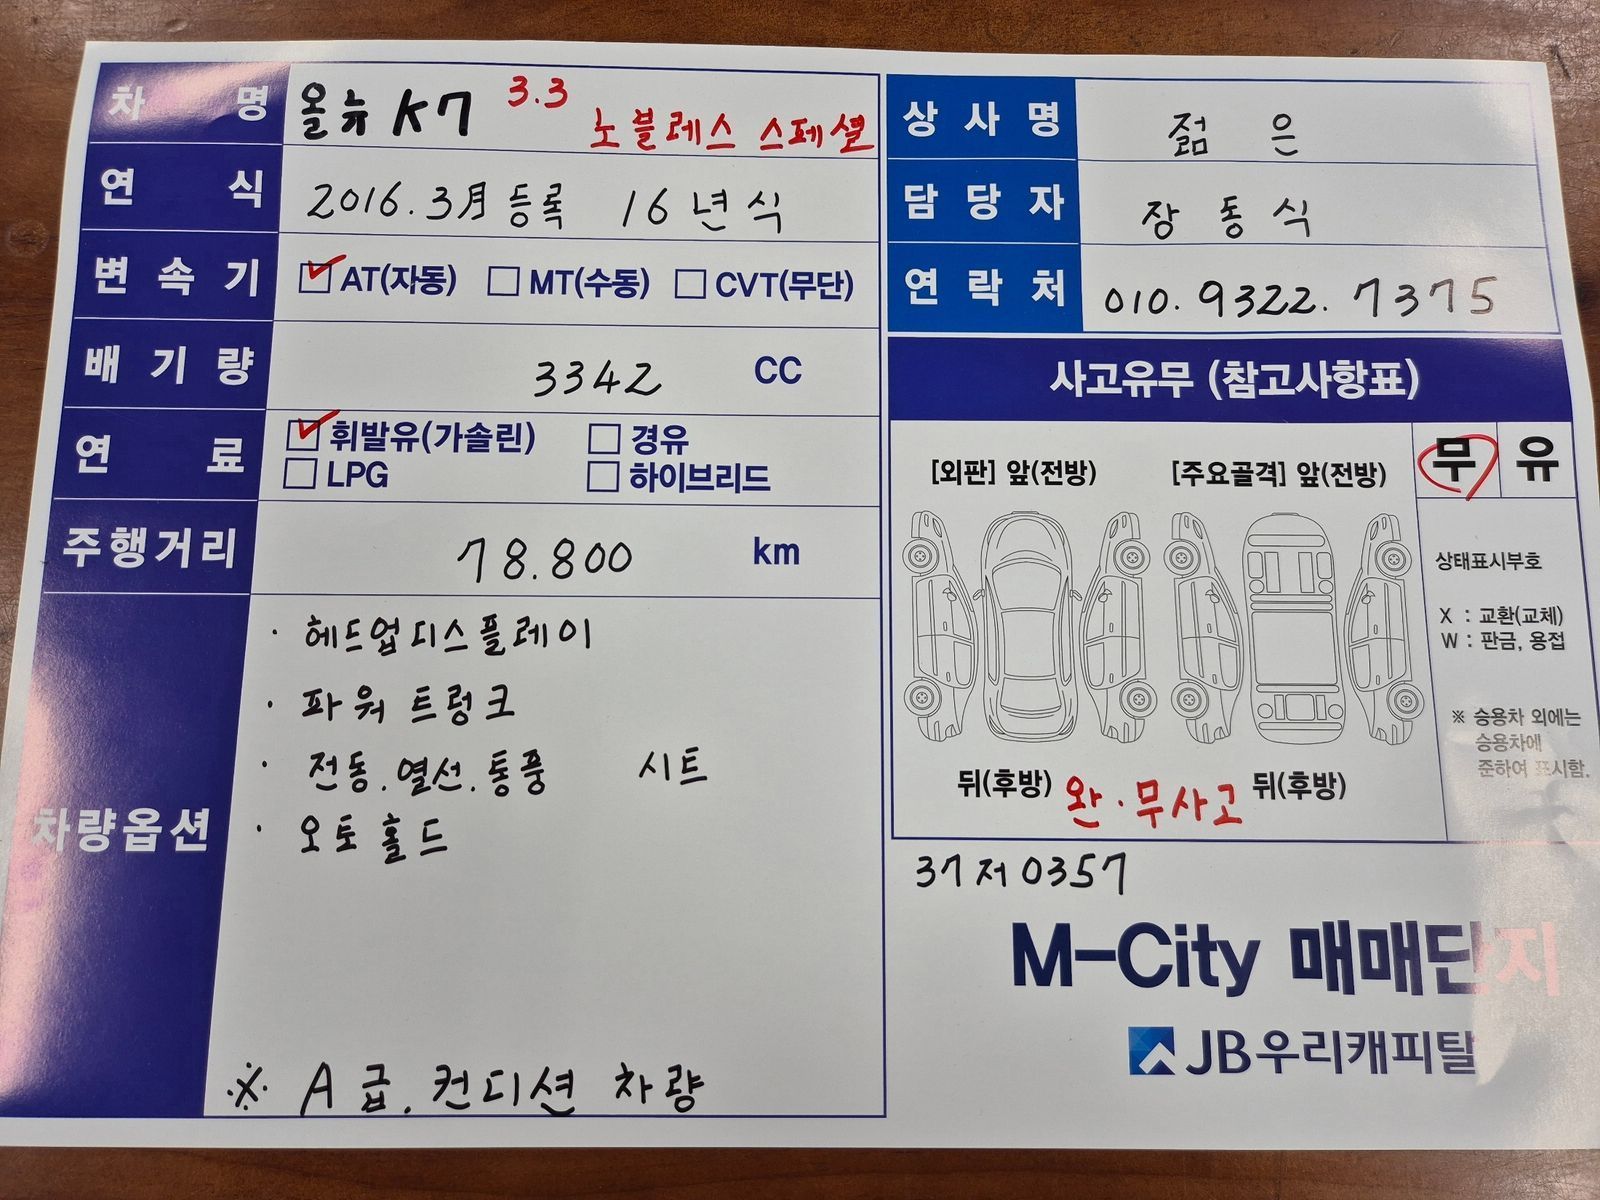 차 명 올뉴 K7 3.3 노블레스 스페셜
연 식 2016.3月 등록 16년식
변 속 기 AT(자동) MT(수동) CVT(무단)
배 기 량 3342 CC
연 료 휘발유(가솔린) 경유
LPG 하이브리드
주행거리 78.800 km
차량옵션
· 헤드업디스플레이
· 파워트렁크
· 전동.열선.통풍 시트
· 오토홀드
※ A급.컨디션 차량
상 사 명 젊 은
담 당 자 장 동 식
연 락 처 010.9322.7375
사고유무 (참고사항표)
[외판] 앞(전방) [주요골격] 앞(전방) 무 유
상태표시부호
X : 교환(교체)
W : 판금, 용접
※ 승용차 외에는
승용차에
준하여 표시함.
뒤(후방) 완·무사고 뒤(후방)
37저0357
M-City 매매단지
JB우리캐피탈